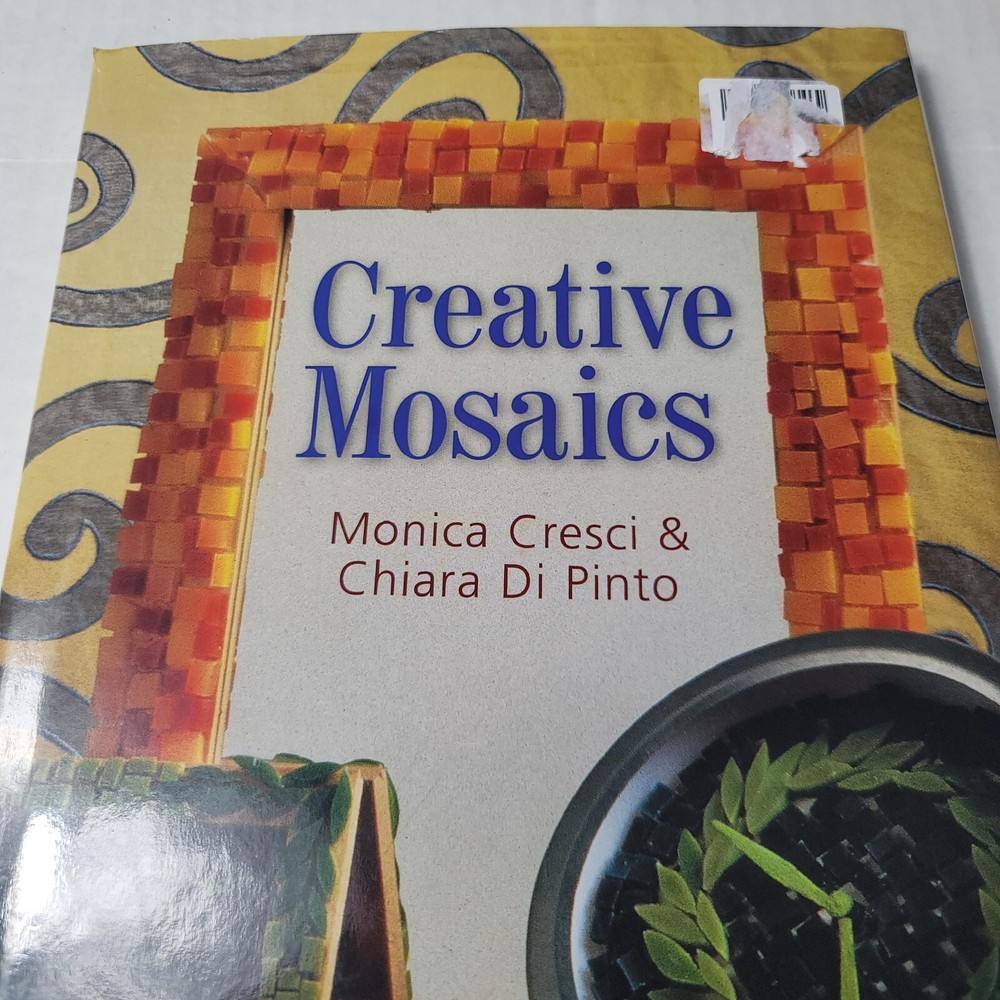 Creative
Mosaics
Monica Cresci &
Chiara Di Pinto